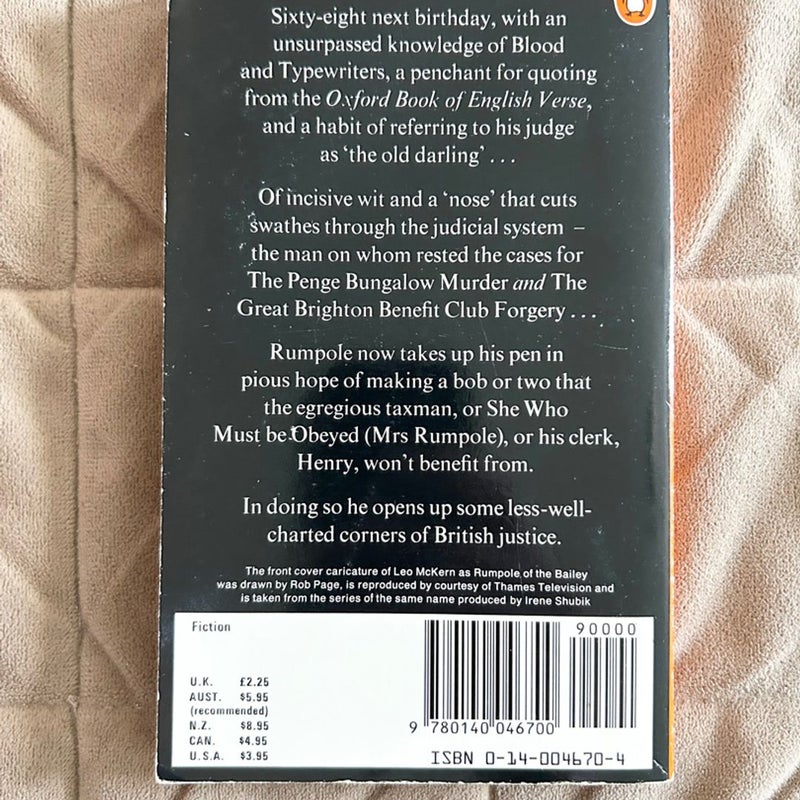 Sixty-eight next birthday, with an
unsurpassed knowledge of Blood
and Typewriters, a penchant for quoting
from the Oxford Book of English Verse,
and a habit of referring to his judge
as ‘the old darling’ . . .
Of incisive wit and a ‘nose’ that cuts
swathes through the judicial system –
the man on whom rested the cases for
The Penge Bungalow Murder and The
Great Brighton Benefit Club Forgery . . .
Rumpole now takes up his pen in
pious hope of making a bob or two that
the egregious taxman, or She Who
Must be Obeyed (Mrs Rumpole), or his clerk,
Henry, won’t benefit from.
In doing so he opens up some less-well-
charted corners of British justice.
The front cover caricature of Leo McKern as Rumpole of the Bailey
was drawn by Rob Page, is reproduced by courtesy of Thames Television and
is taken from the series of the same name produced by Irene Shubik
Fiction
90000
U.K. £2.25
AUST. $5.95
(recommended)
N.Z. $8.95
CAN. $4.95
U.S.A. $3.95
9 780140 046700
ISBN 0-14-004670-4